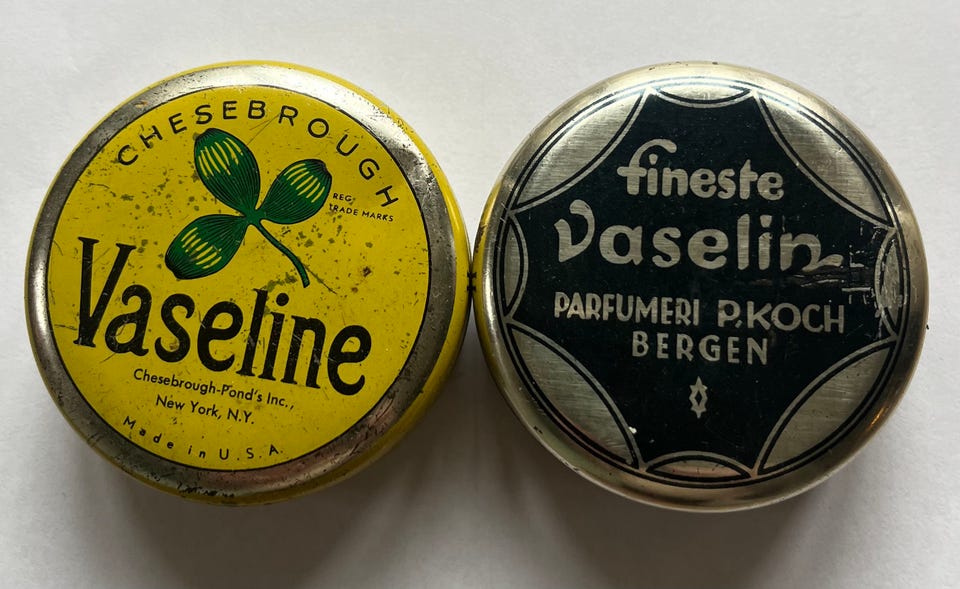 CHESEBROUGH
REG.
TRADE MARKS
Vaseline
Chesebrough-Pond's Inc.,
New York, N.Y.
Made in U.S.A.
fineste
Vaselin
PARFUMERI P. KOCH
BERGEN